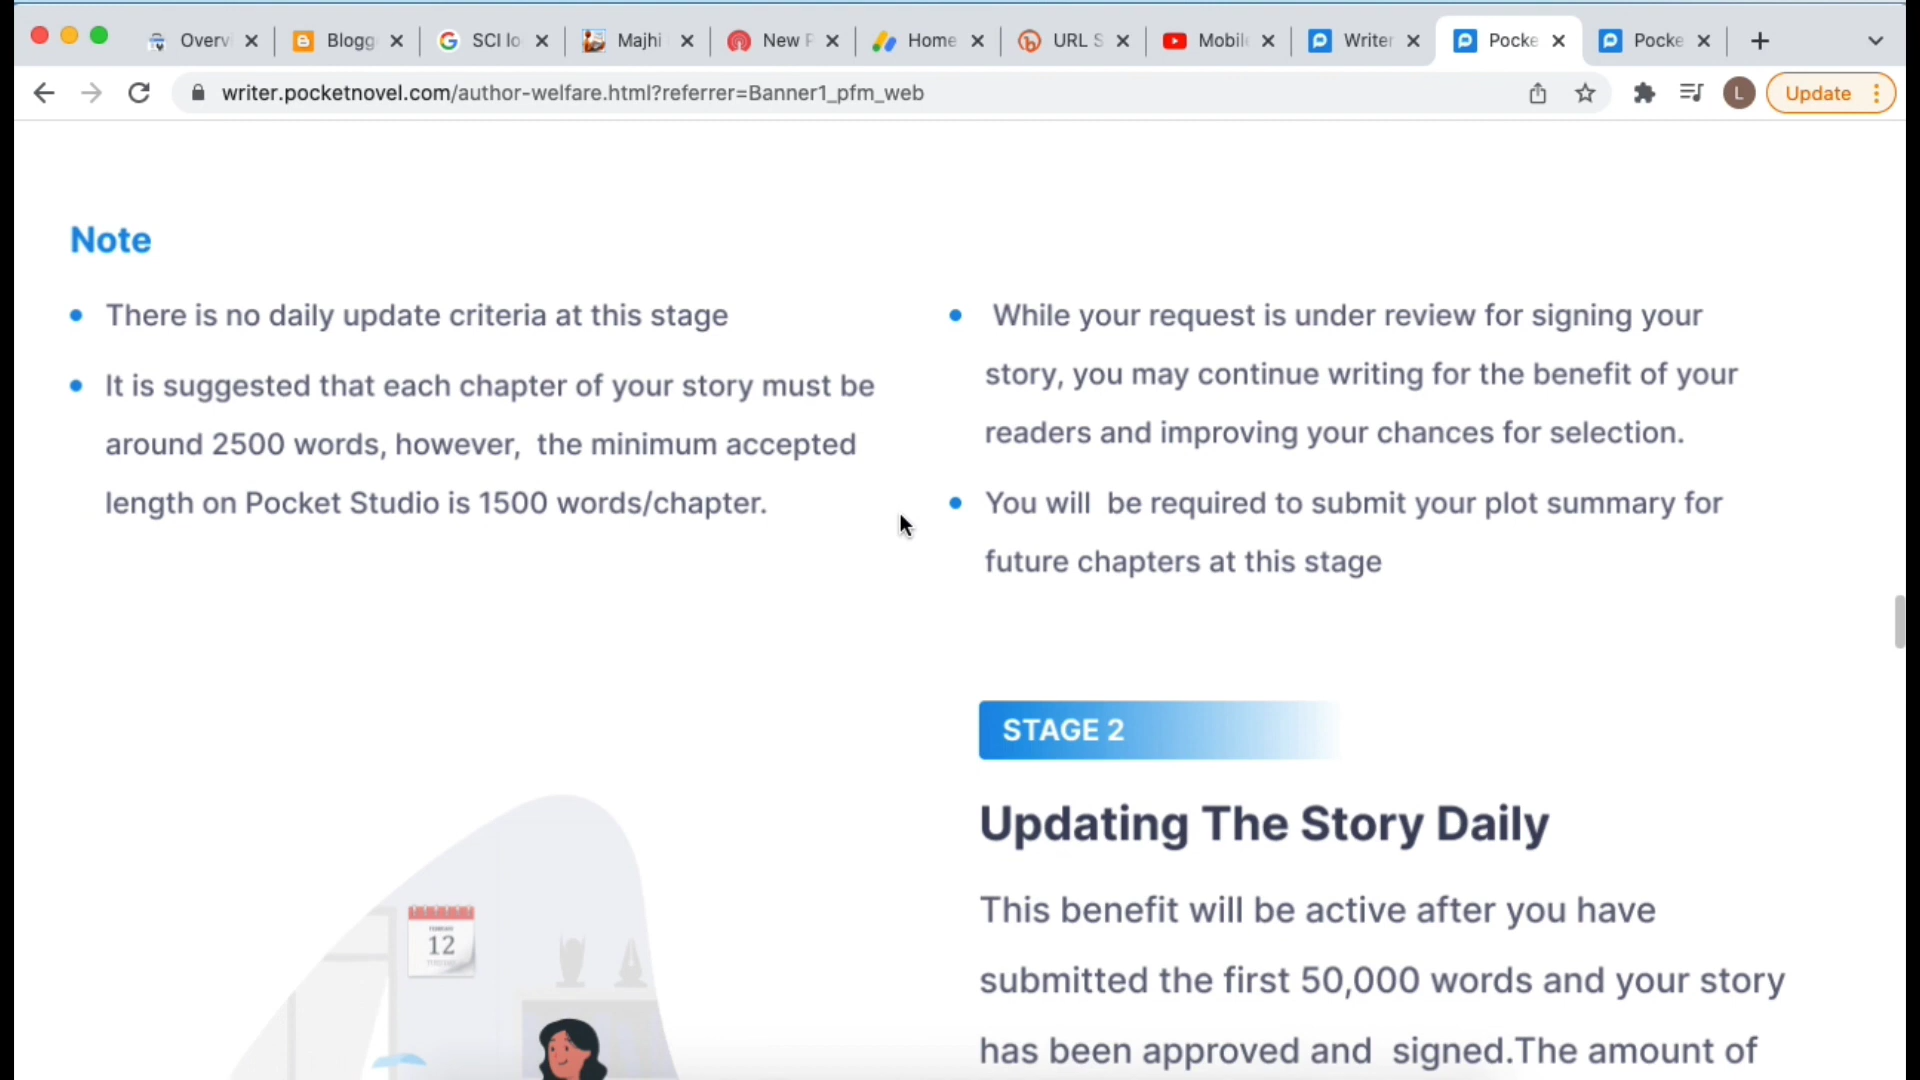 Overv
Blogg
SCI lo
Majhi
New P
Home
URL S
Mobil
Writer
Pocke
Pocke
writer.pocketnovel.com/author-welfare.html?referrer=Banner1_pfm_web
L
Update
Note
There is no daily update criteria at this stage
It is suggested that each chapter of your story must be
around 2500 words, however, the minimum accepted
length on Pocket Studio is 1500 words/chapter.
While your request is under review for signing your
story, you may continue writing for the benefit of your
readers and improving your chances for selection.
You will be required to submit your plot summary for
future chapters at this stage
STAGE 2
Updating The Story Daily
This benefit will be active after you have
submitted the first 50,000 words and your story
has been approved and signed.The amount of
12